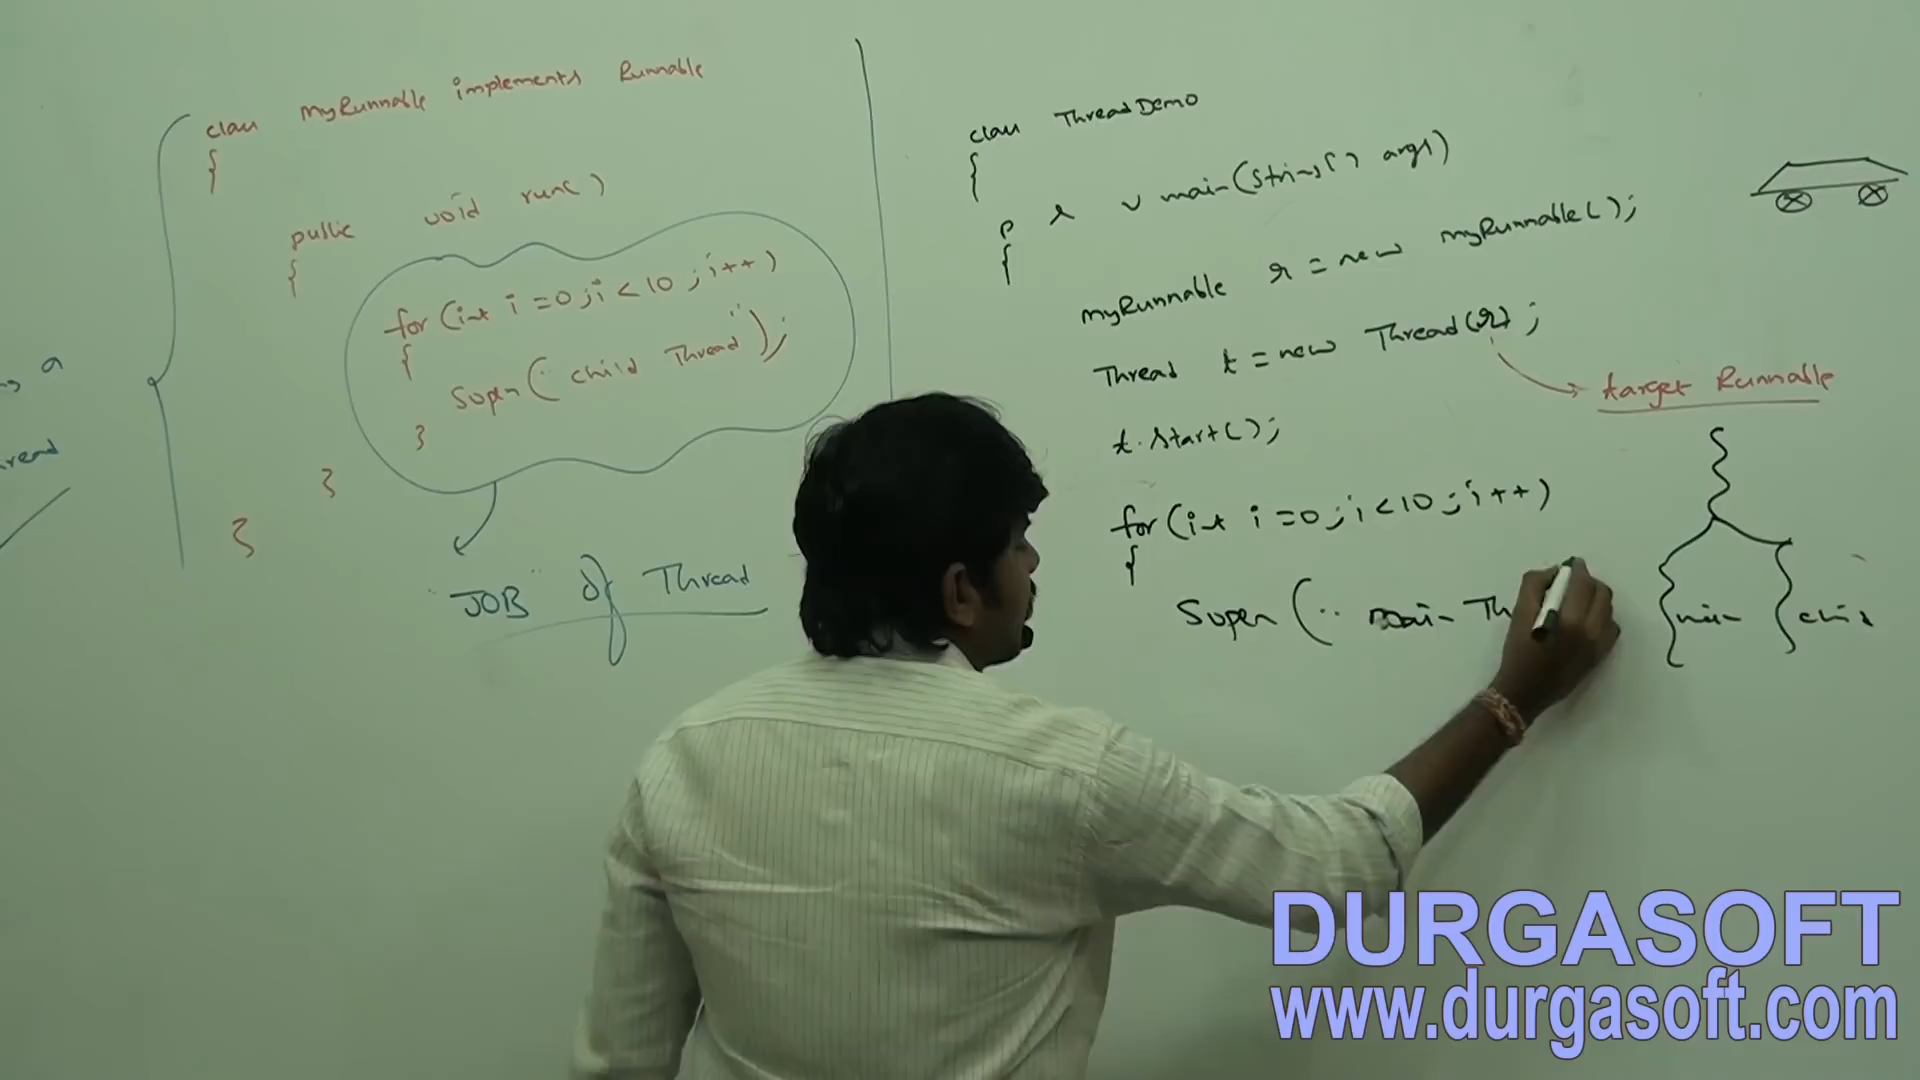 class myRunnable implements Runnable
{
public void run()
{
for(int i=0;i<10;i++)
{
Sopln("child Thread");
}
}
}
"JOB" of Thread
a
class ThreadDemo
{
p s v main(String[] args)
{
myRunnable r = new myRunnable();
Thread t = new Thread(r);
target Runnable
t.start();
for(int i=0;i<10;i++)
{
Sopln(" main Th
main
child
DURGASOFT
www.durgasoft.com